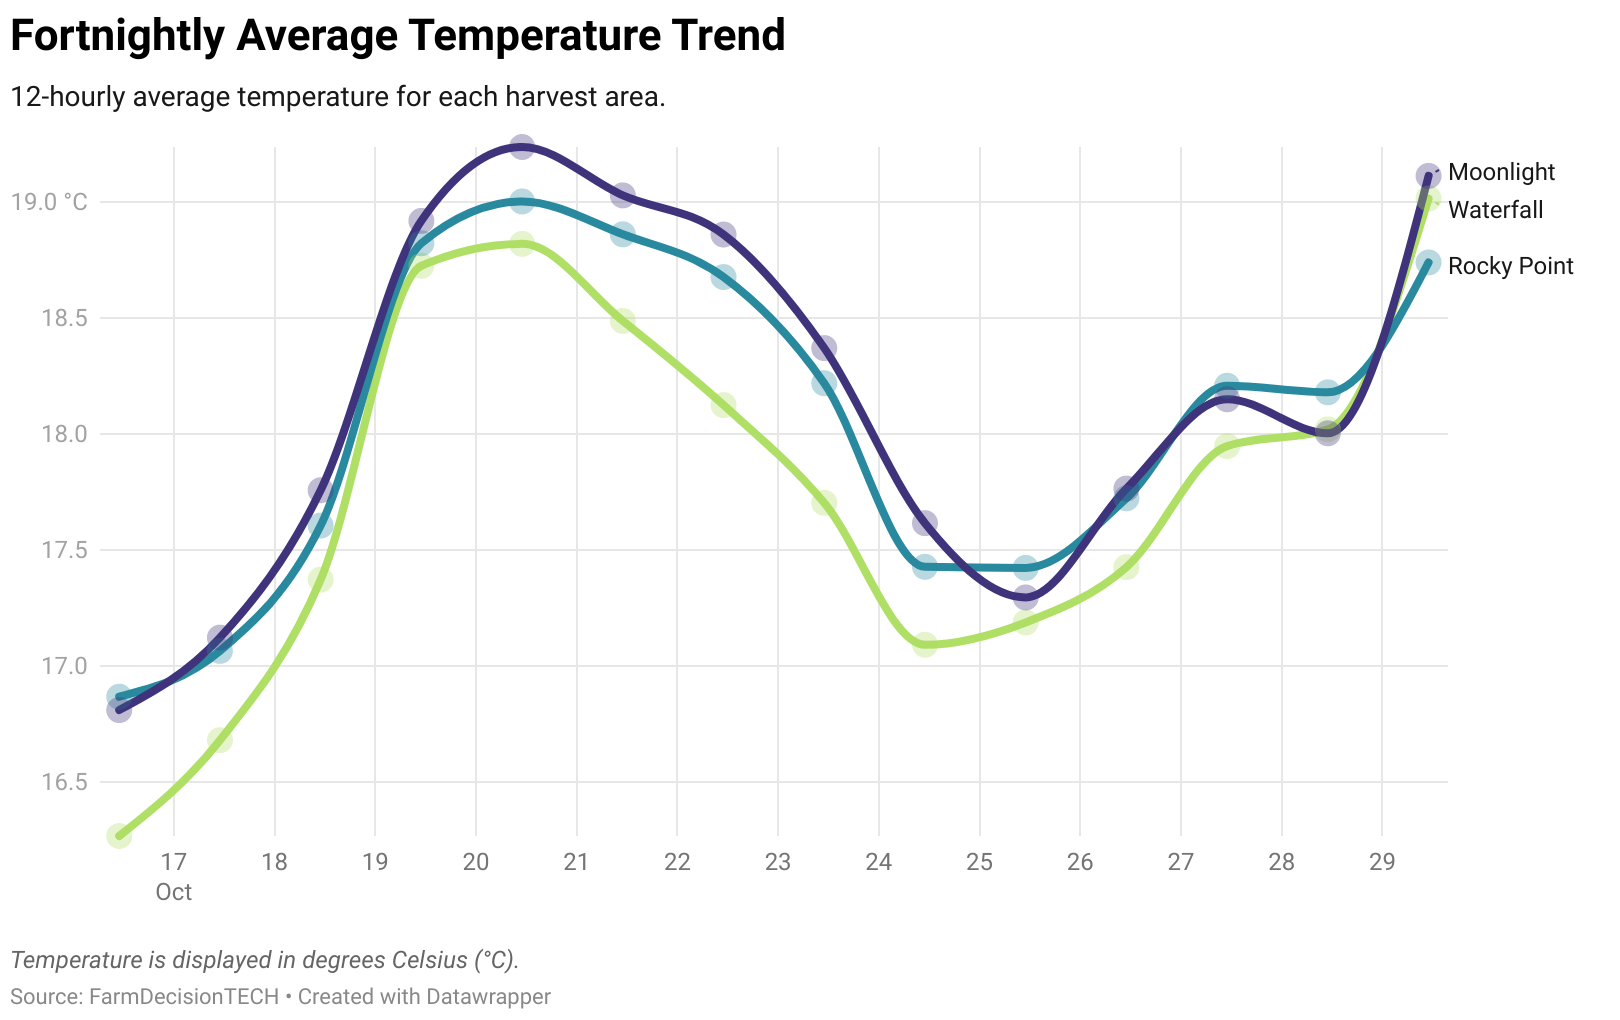 Fortnightly Average Temperature Trend
12-hourly average temperature for each harvest area.
19.0 °C
18.5
18.0
17.5
17.0
16.5
Moonlight
Waterfall
Rocky Point
17 18 19 20 21 22 23 24 25 26 27 28 29
Oct
Temperature is displayed in degrees Celsius (°C).
Source: FarmDecisionTECH • Created with Datawrapper